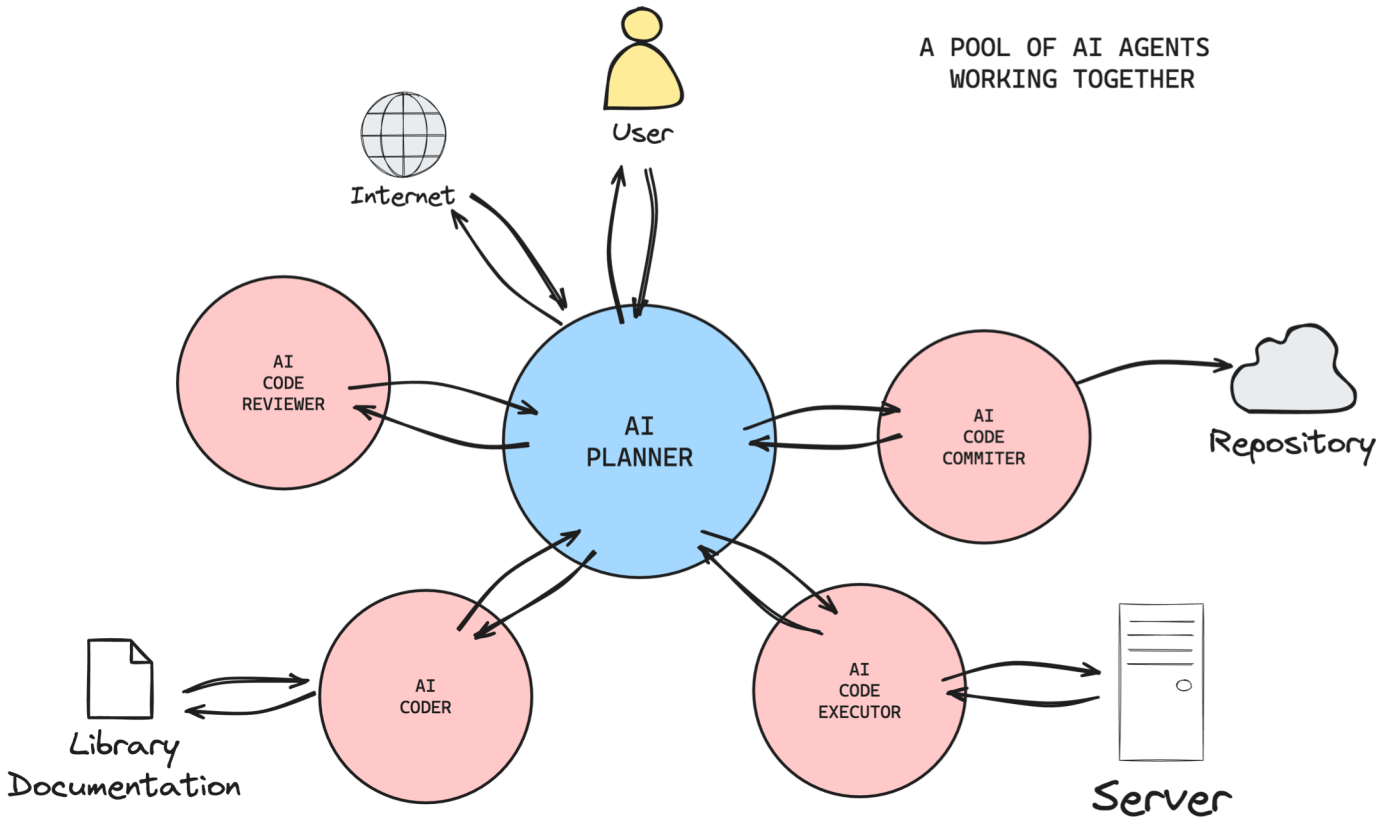 A POOL OF AI AGENTS
WORKING TOGETHER
User
Internet
AI
CODE
REVIEWER
AI
PLANNER
AI
CODE
COMMITER
Repository
AI
CODER
AI
CODE
EXECUTOR
Library
Documentation
Server